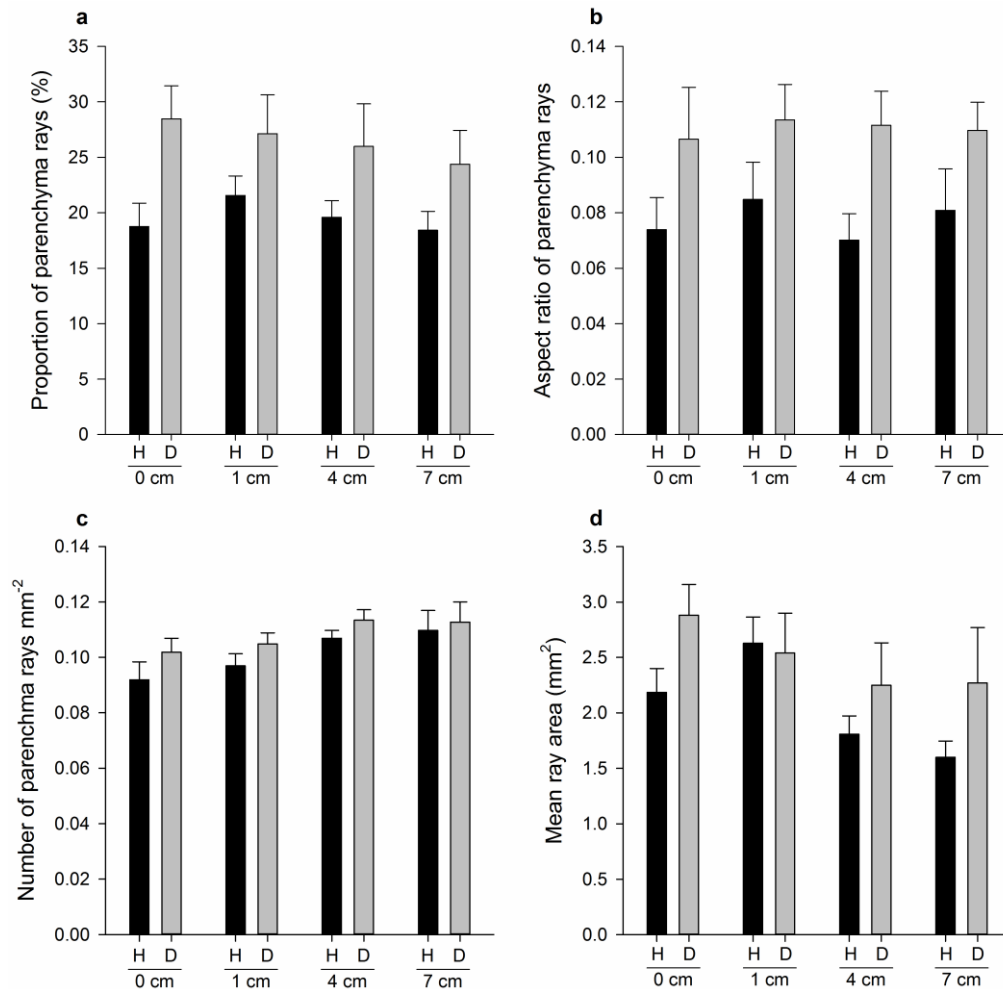 a
Proportion of parenchyma rays (%)
35
30
25
20
15
10
5
0
H D H D H D H D
0 cm 1 cm 4 cm 7 cm
b
Aspect ratio of parenchyma rays
0.14
0.12
0.10
0.08
0.06
0.04
0.02
0.00
H D H D H D H D
0 cm 1 cm 4 cm 7 cm
c
Number of parenchma rays mm⁻²
0.14
0.12
0.10
0.08
0.06
0.04
0.02
0.00
H D H D H D H D
0 cm 1 cm 4 cm 7 cm
d
Mean ray area (mm²)
3.5
3.0
2.5
2.0
1.5
1.0
0.5
0.0
H D H D H D H D
0 cm 1 cm 4 cm 7 cm